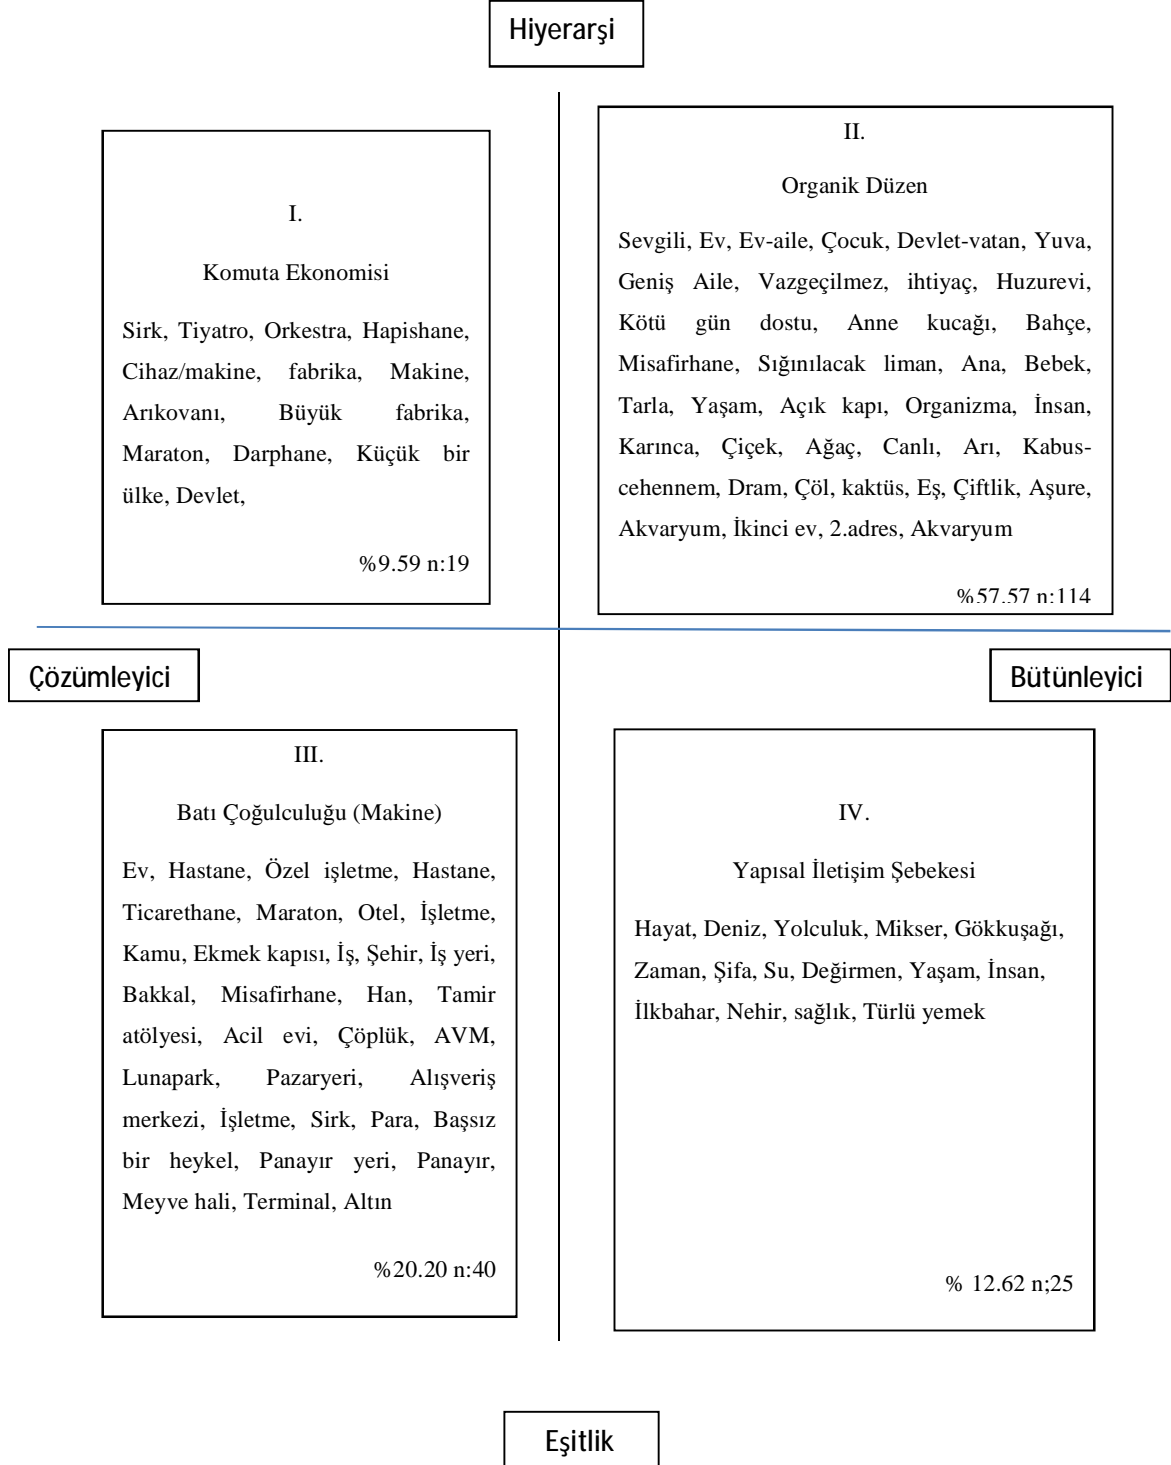 Hiyerarşi
I.
Komuta Ekonomisi
Sirk, Tiyatro, Orkestra, Hapishane,
Cihaz/makine, fabrika, Makine,
Arıkovanı, Büyük fabrika,
Maraton, Darphane, Küçük bir
ülke, Devlet,
%9.59 n:19
II.
Organik Düzen
Sevgili, Ev, Ev-aile, Çocuk, Devlet-vatan, Yuva,
Geniş Aile, Vazgeçilmez, ihtiyaç, Huzurevi,
Kötü gün dostu, Anne kucağı, Bahçe,
Misafirhane, Sığınılacak liman, Ana, Bebek,
Tarla, Yaşam, Açık kapı, Organizma, İnsan,
Karınca, Çiçek, Ağaç, Canlı, Arı, Kabus-
cehennem, Dram, Çöl, kaktüs, Eş, Çiftlik, Aşure,
Akvaryum, İkinci ev, 2.adres, Akvaryum
%57.57 n:114
Çözümleyici
Bütünleyici
III.
Batı Çoğulculuğu (Makine)
Ev, Hastane, Özel işletme, Hastane,
Ticarethane, Maraton, Otel, İşletme,
Kamu, Ekmek kapısı, İş, Şehir, İş yeri,
Bakkal, Misafirhane, Han, Tamir
atölyesi, Acil evi, Çöplük, AVM,
Lunapark, Pazaryeri, Alışveriş
merkezi, İşletme, Sirk, Para, Başsız
bir heykel, Panayır yeri, Panayır,
Meyve hali, Terminal, Altın
%20.20 n:40
IV.
Yapısal İletişim Şebekesi
Hayat, Deniz, Yolculuk, Mikser, Gökkuşağı,
Zaman, Şifa, Su, Değirmen, Yaşam, İnsan,
İlkbahar, Nehir, sağlık, Türlü yemek
% 12.62 n;25
Eşitlik